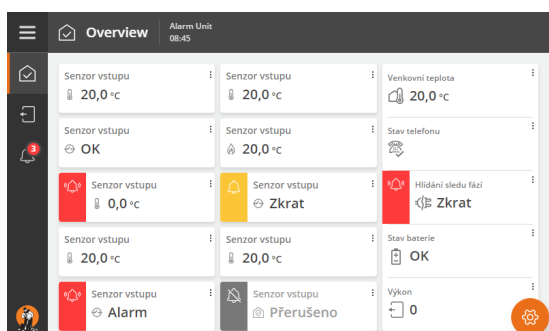 Overview
Alarm Unit
08:45
3
Senzor vstupu
20,0 °C
Senzor vstupu
20,0 °C
Venkovní teplota
20,0 °C
Senzor vstupu
OK
Senzor vstupu
20,0 °C
Stav telefonu
Senzor vstupu
0,0 °C
Senzor vstupu
Zkrat
Hlídání sledu fází
Zkrat
Senzor vstupu
20,0 °C
Senzor vstupu
20,0 °C
Stav baterie
OK
Senzor vstupu
Alarm
Senzor vstupu
Přerušeno
Výkon
0